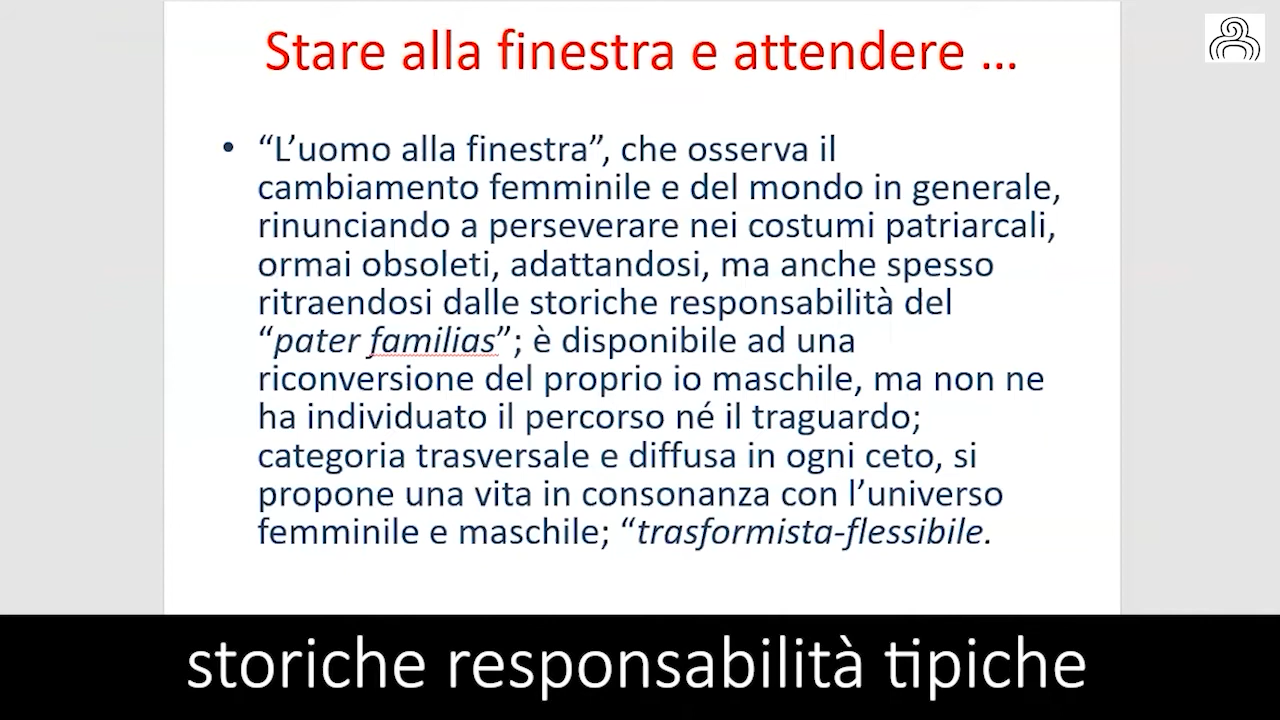 Stare alla finestra e attendere ...
• “L’uomo alla finestra”, che osserva il
cambiamento femminile e del mondo in generale,
rinunciando a perseverare nei costumi patriarcali,
ormai obsoleti, adattandosi, ma anche spesso
ritraendosi dalle storiche responsabilità del
“pater familias”; è disponibile ad una
riconversione del proprio io maschile, ma non ne
ha individuato il percorso né il traguardo;
categoria trasversale e diffusa in ogni ceto, si
propone una vita in consonanza con l’universo
femminile e maschile; “trasformista-flessibile.
storiche responsabilità tipiche